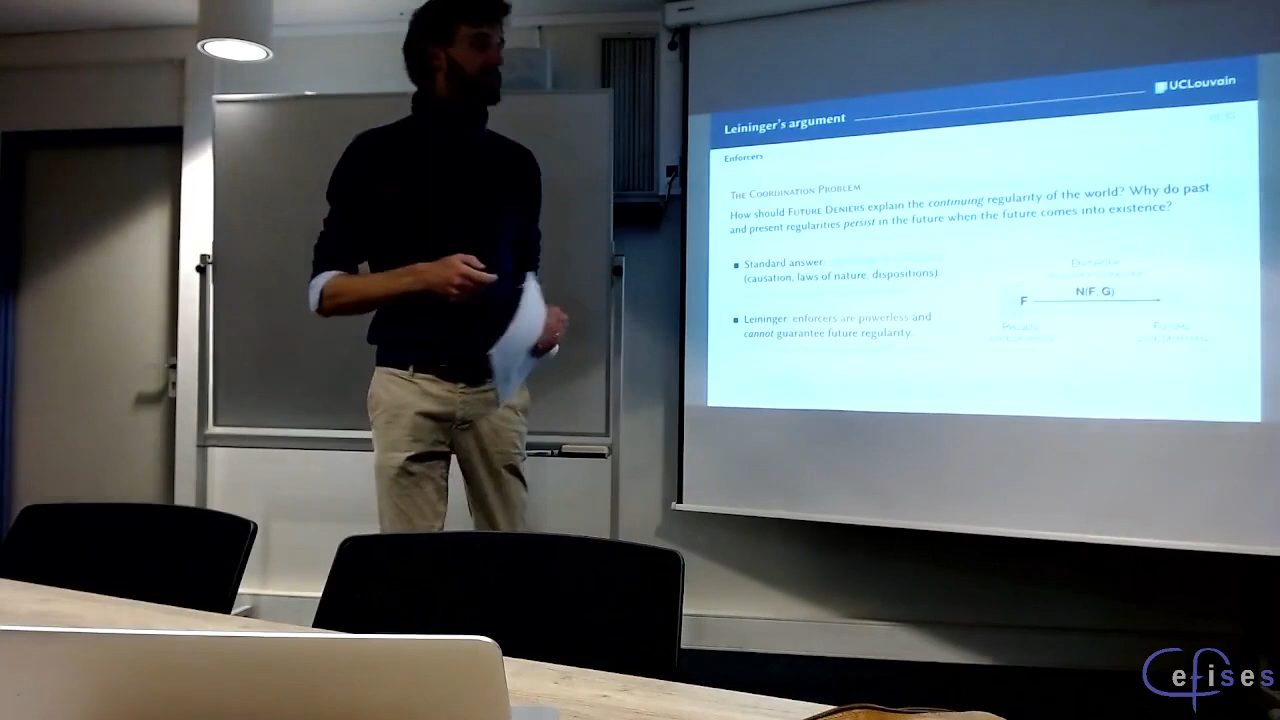 UCLouvain
Leininger's argument
Enforcers
THE COORDINATION PROBLEM
How should FUTURE DENIERS explain the continuing regularity of the world? Why do past
and present regularities persist in the future when the future comes into existence?
Standard answer:
(causation, laws of nature, dispositions).
Leininger: enforcers are powerless and
cannot guarantee future regularity.
N(F, G)
F
Cefises